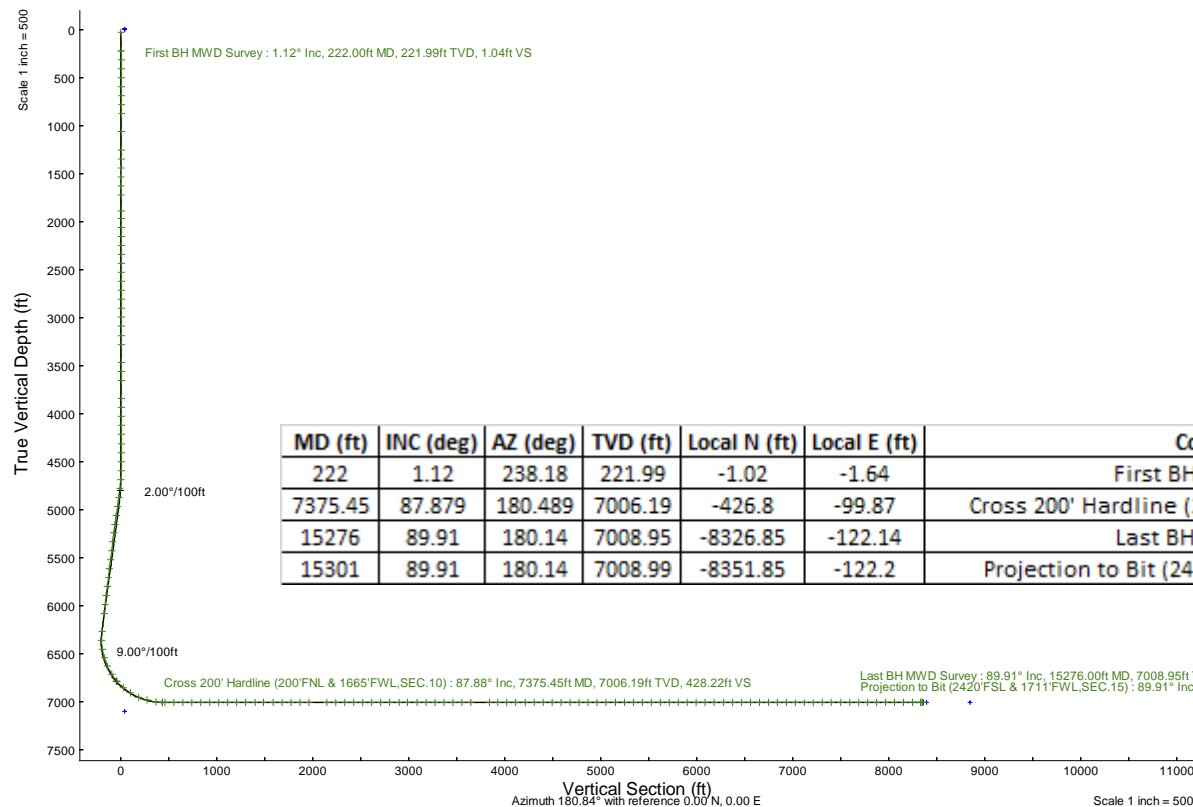 Scale 1 inch = 500
True Vertical Depth (ft)
0
500
1000
1500
2000
2500
3000
3500
4000
4500
5000
5500
6000
6500
7000
7500
First BH MWD Survey : 1.12° Inc, 222.00ft MD, 221.99ft TVD, 1.04ft VS
MD (ft) INC (deg) AZ (deg) TVD (ft) Local N (ft) Local E (ft) Co
222 1.12 238.18 221.99 -1.02 -1.64 First BH
7375.45 87.879 180.489 7006.19 -426.8 -99.87 Cross 200' Hardline (
15276 89.91 180.14 7008.95 -8326.85 -122.14 Last BH
15301 89.91 180.14 7008.99 -8351.85 -122.2 Projection to Bit (24
2.00°/100ft
9.00°/100ft
Cross 200' Hardline (200'FNL & 1665'FWL,SEC.10) : 87.88° Inc, 7375.45ft MD, 7006.19ft TVD, 428.22ft VS
Last BH MWD Survey : 89.91° Inc, 15276.00ft MD, 7008.95ft
Projection to Bit (2420'FSL & 1711'FWL,SEC.15) : 89.91° Inc
0 1000 2000 3000 4000 5000 6000 7000 8000 9000 10000 11000
Vertical Section (ft)
Azimuth 180.84° with reference 0.00 N, 0.00 E
Scale 1 inch = 500